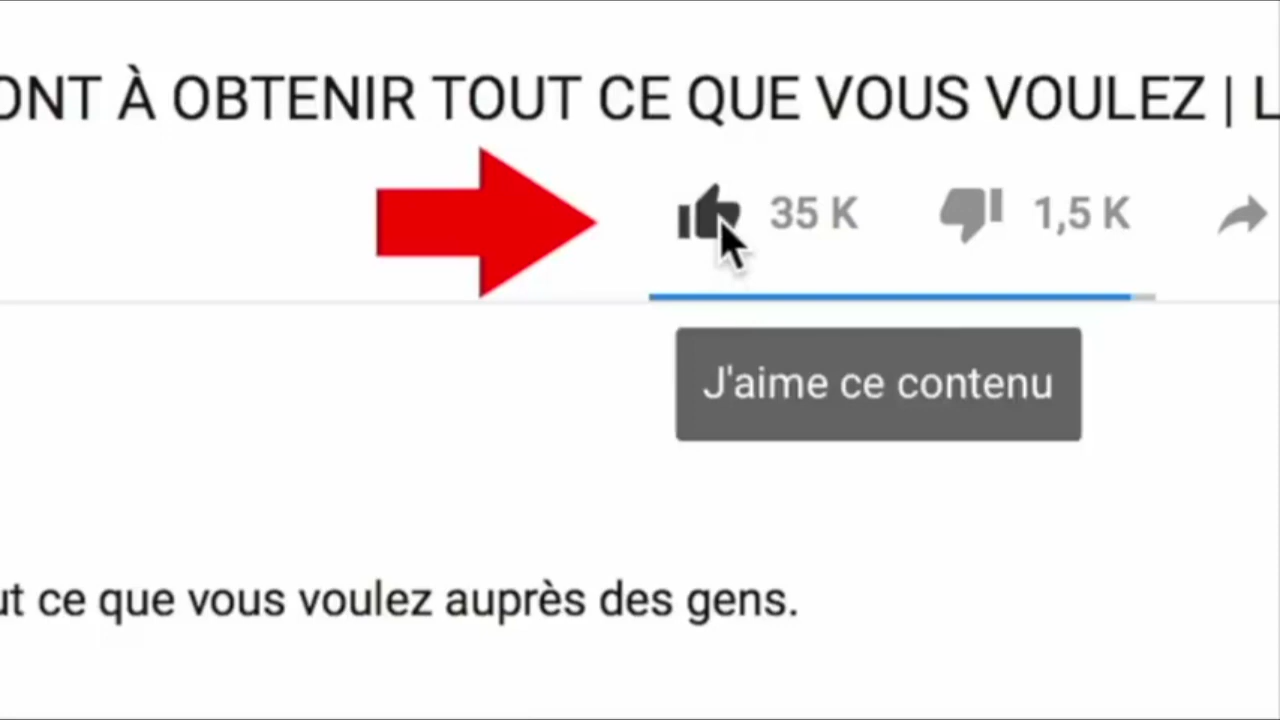 ONT À OBTENIR TOUT CE QUE VOUS VOULEZ | L
35 K 1,5 K
J'aime ce contenu
ut ce que vous voulez auprès des gens.